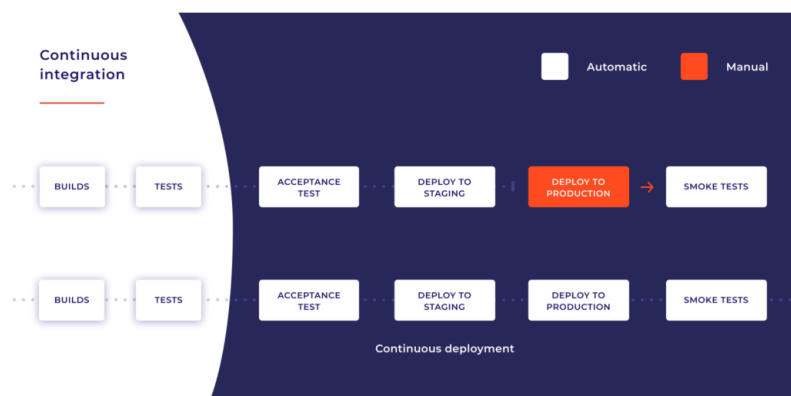 Continuous
integration
Automatic
Manual
BUILDS
TESTS
ACCEPTANCE
TEST
DEPLOY TO
STAGING
DEPLOY TO
PRODUCTION
SMOKE TESTS
BUILDS
TESTS
ACCEPTANCE
TEST
DEPLOY TO
STAGING
DEPLOY TO
PRODUCTION
SMOKE TESTS
Continuous deployment